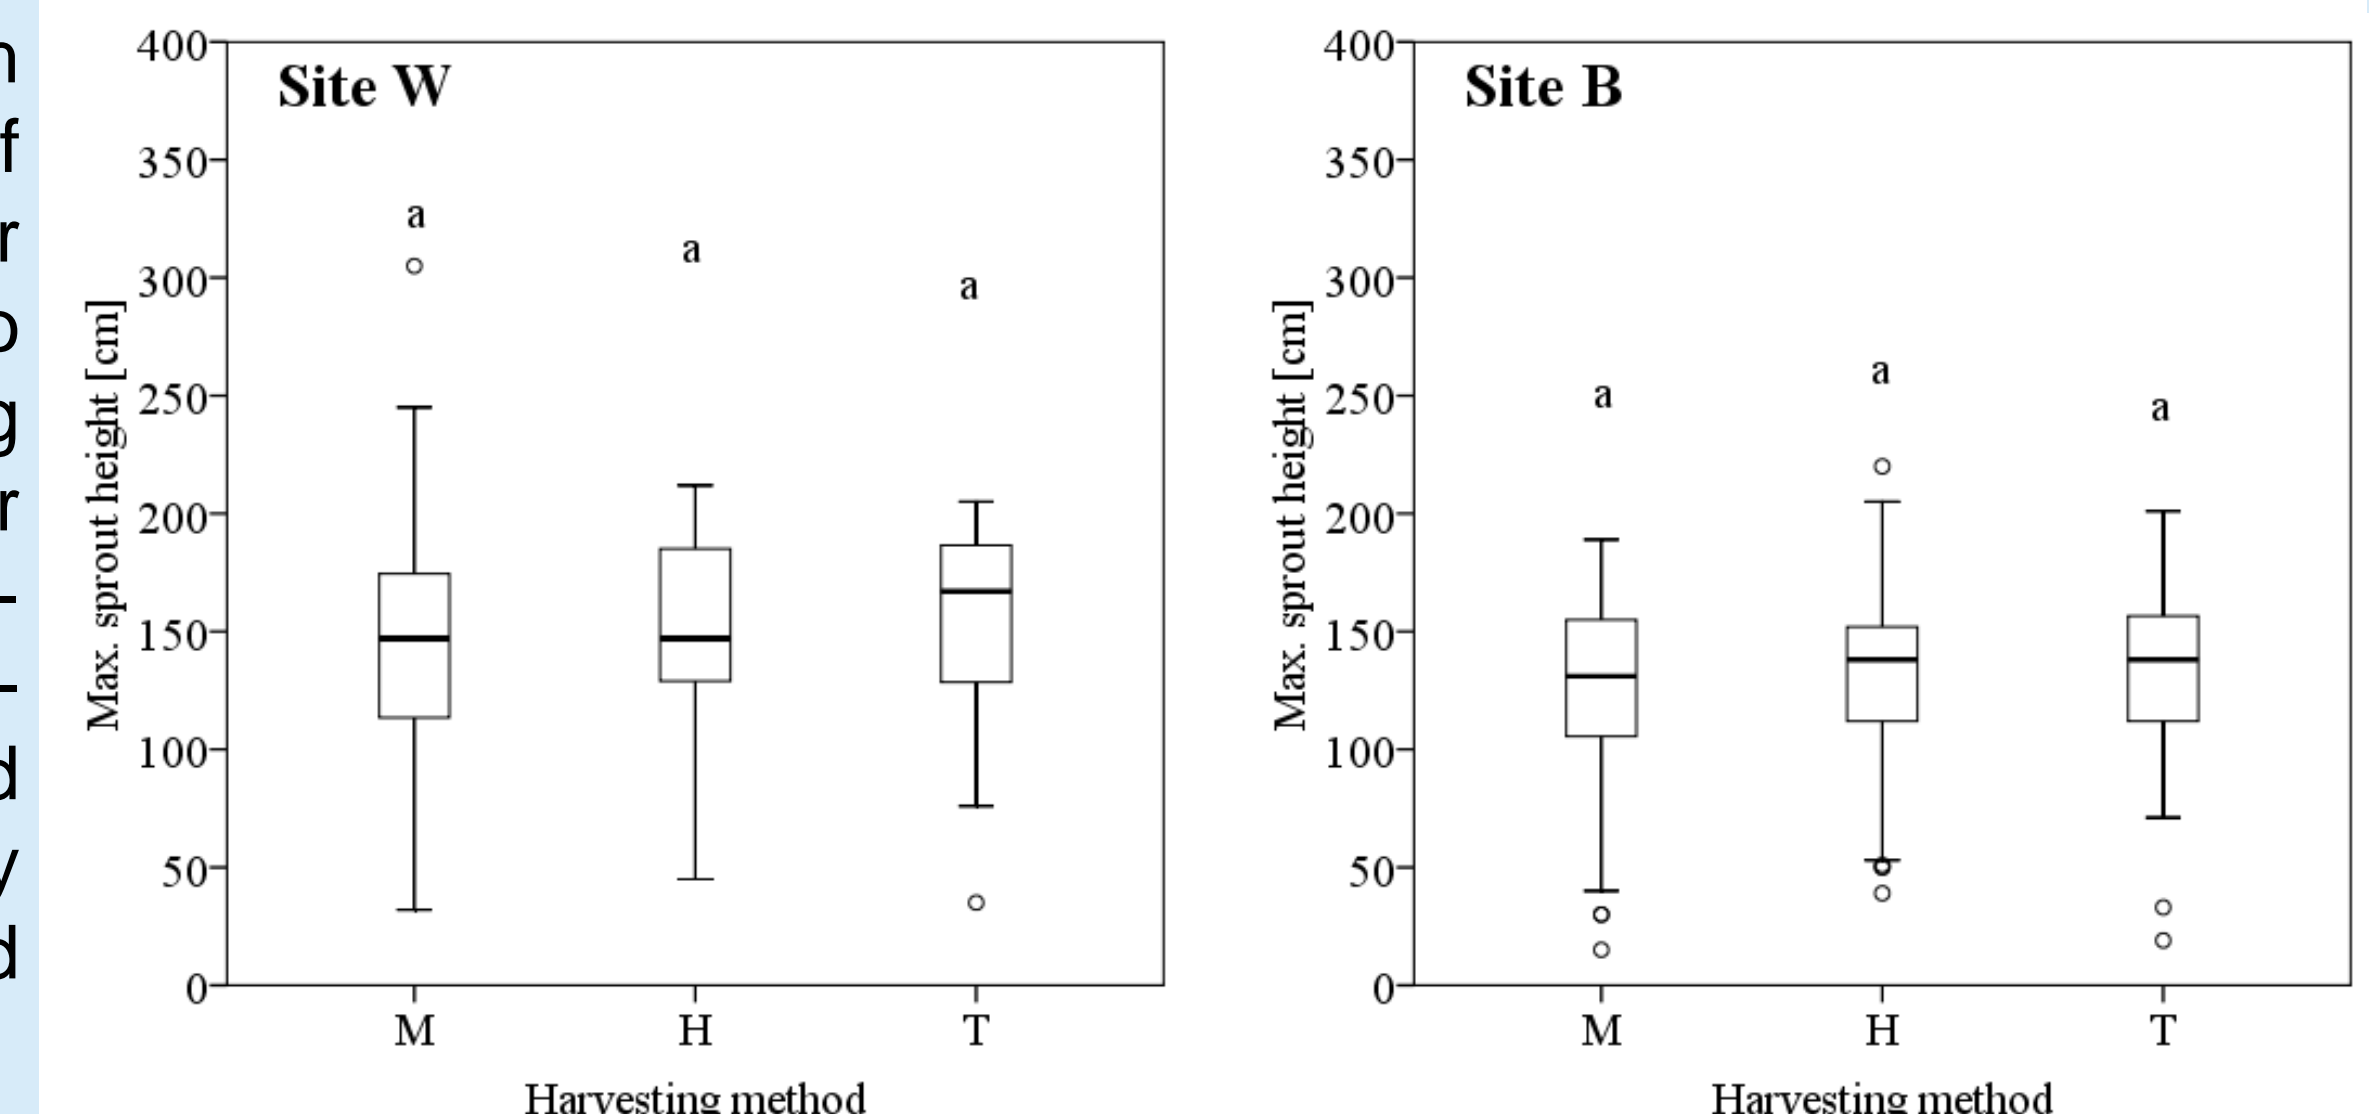 n
f
r
o
g
r
-
-
d
y
d
Site W
400
350
300
250
200
150
100
50
0
a
a
a
Max. sprout height [cm]
M H T
Harvesting method
Site B
400
350
300
250
200
150
100
50
0
a
a
a
Max. sprout height [cm]
M H T
Harvesting method